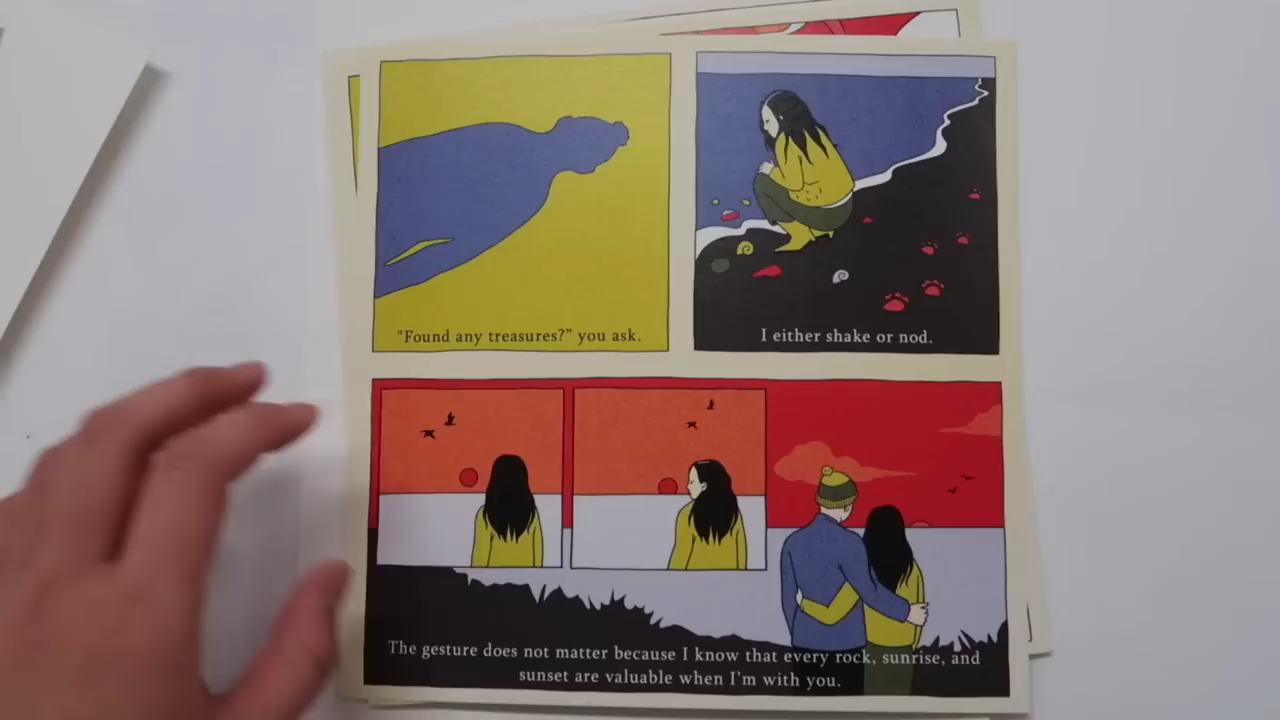 “Found any treasures?” you ask.
I either shake or nod.
The gesture does not matter because I know that every rock, sunrise, and
sunset are valuable when I’m with you.